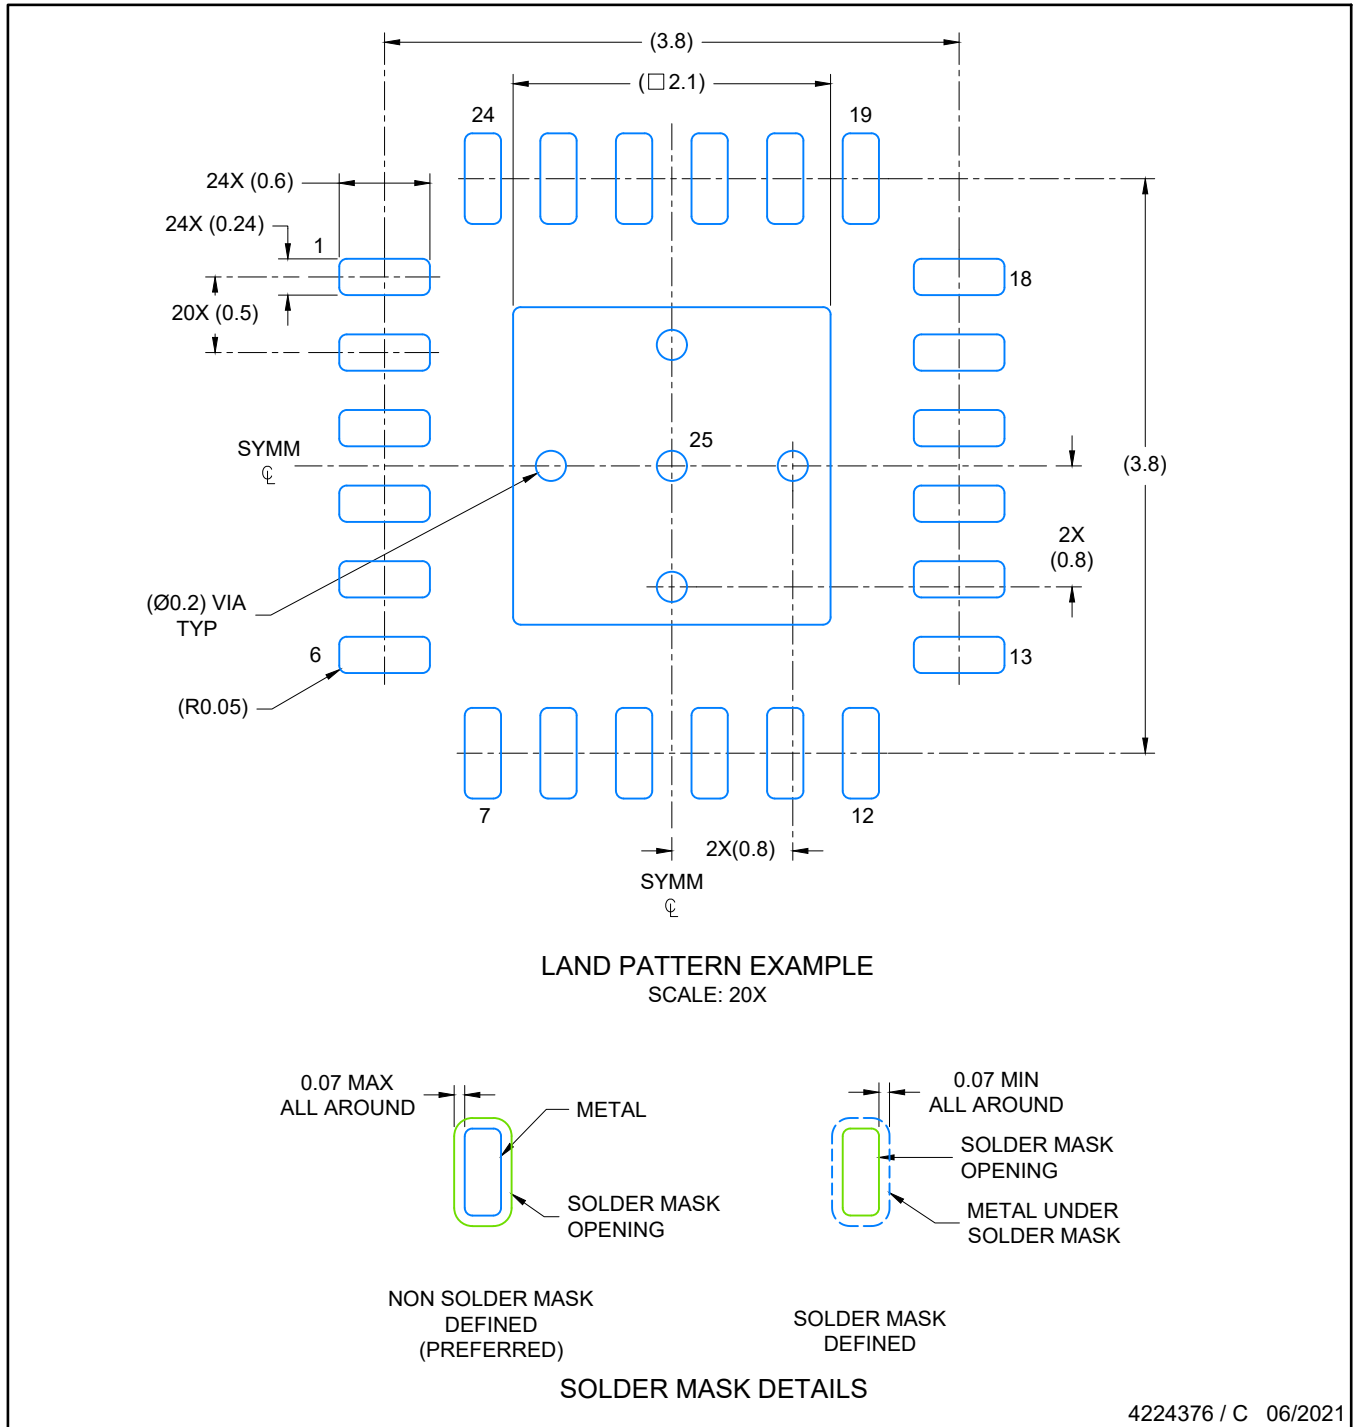 (3.8)
(□2.1)
24
19
24X (0.6)
24X (0.24)
1
18
20X (0.5)
25
SYMM
℄
(3.8)
2X
(0.8)
(Ø0.2) VIA
TYP
6
13
(R0.05)
7
12
2X(0.8)
SYMM
℄
LAND PATTERN EXAMPLE
SCALE: 20X
0.07 MAX
ALL AROUND
METAL
SOLDER MASK
OPENING
NON SOLDER MASK
DEFINED
(PREFERRED)
0.07 MIN
ALL AROUND
SOLDER MASK
OPENING
METAL UNDER
SOLDER MASK
SOLDER MASK
DEFINED
SOLDER MASK DETAILS
4224376 / C 06/2021